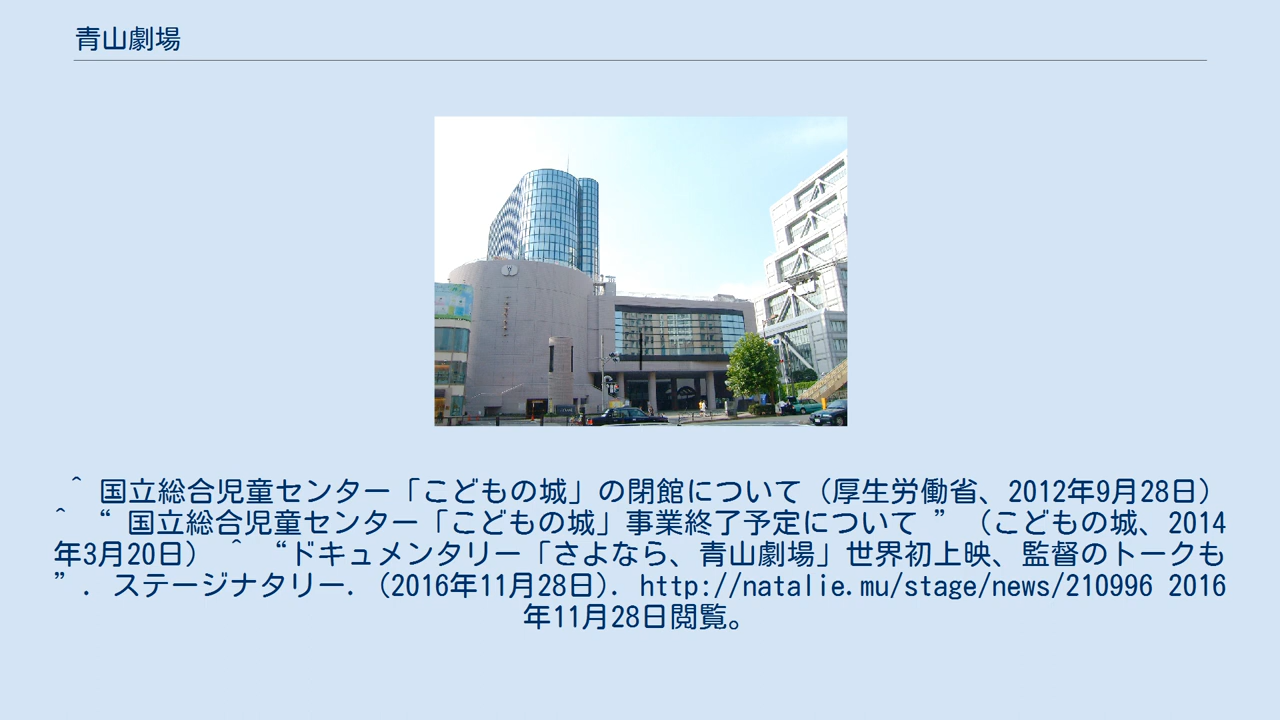 青山劇場
^ 国立総合児童センター「こどもの城」の閉館について（厚生労働省、2012年9月28日）
^ “ 国立総合児童センター「こどもの城」事業終了予定について ” （こどもの城、2014
年3月20日） ^ “ドキュメンタリー「さよなら、青山劇場」世界初上映、監督のトークも
”. ステージナタリー. (2016年11月28日). http://natalie.mu/stage/news/210996 2016
年11月28日閲覧。